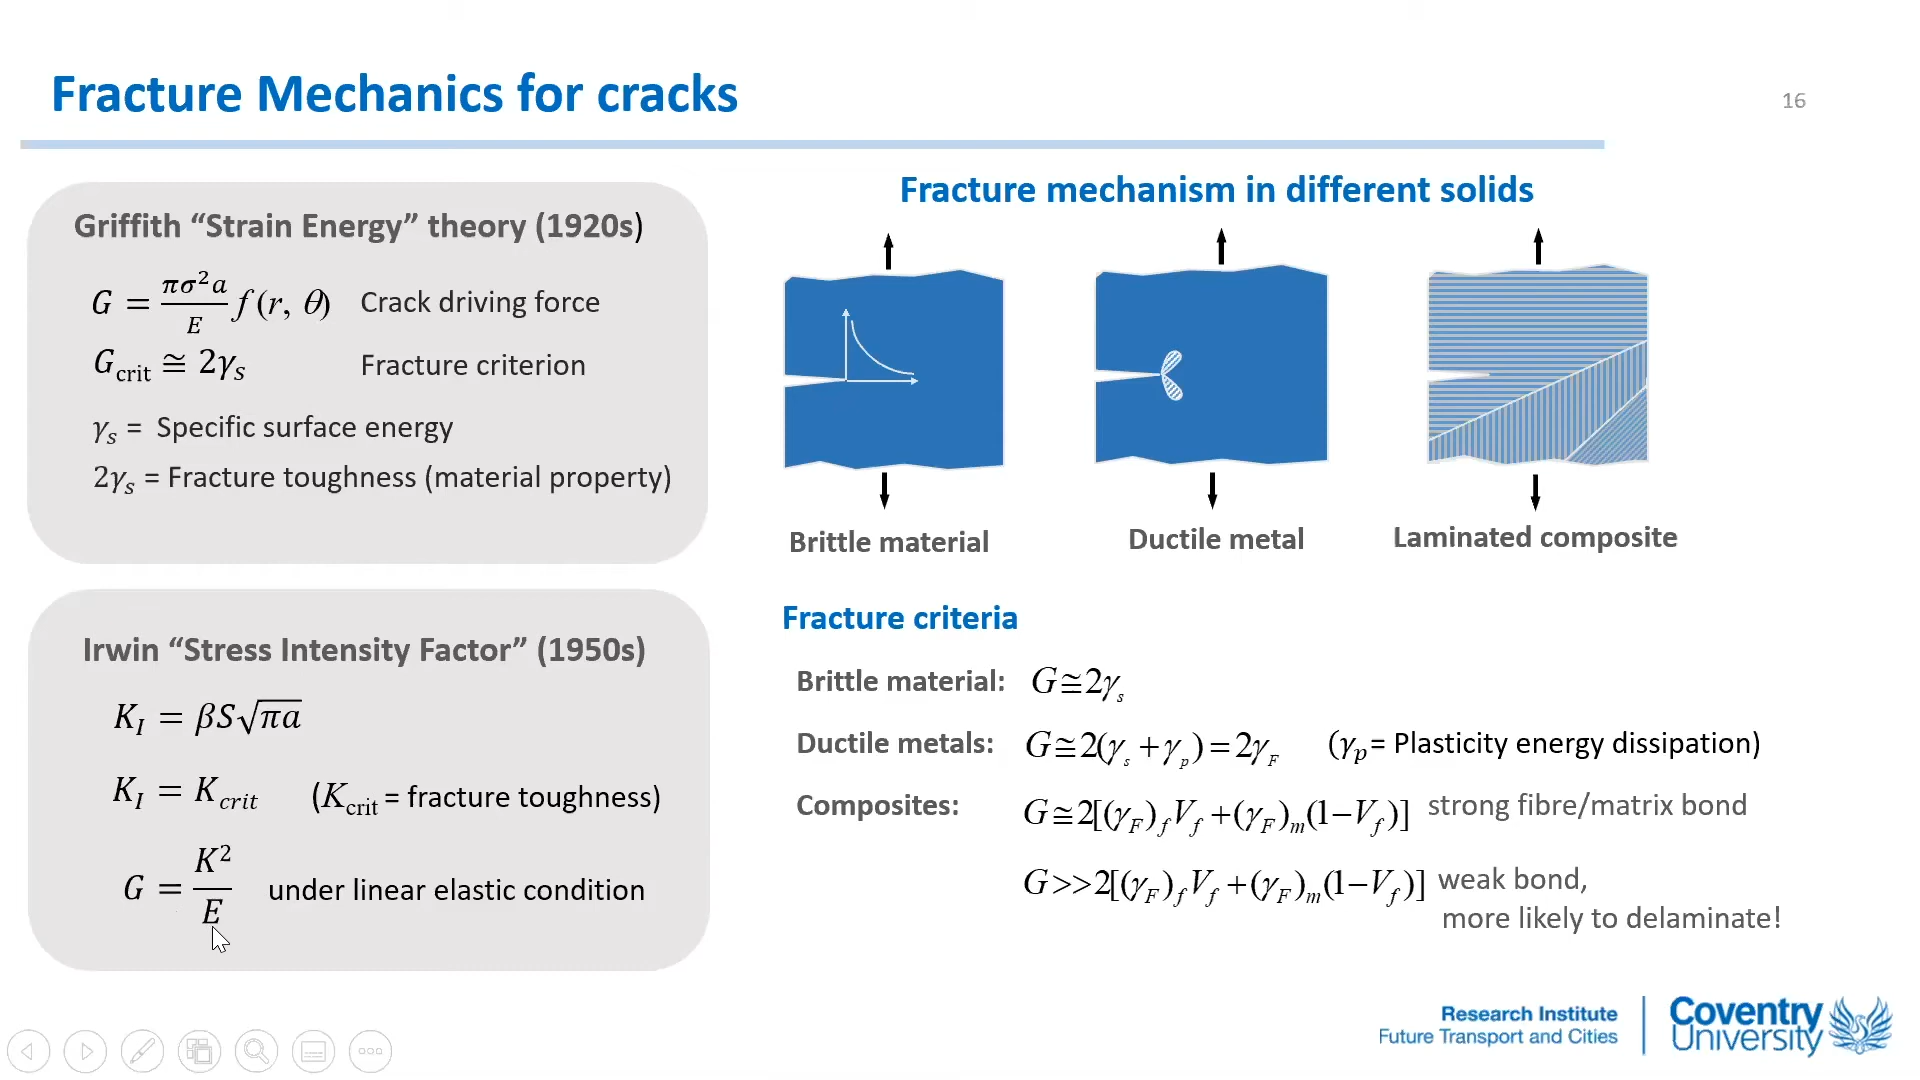 Fracture Mechanics for cracks
16
Griffith “Strain Energy” theory (1920s)
G = πσ²a / E f(r, θ) Crack driving force
G_crit ≅ 2γ_s Fracture criterion
γ_s = Specific surface energy
2γ_s = Fracture toughness (material property)
Irwin “Stress Intensity Factor” (1950s)
K_I = βS√πa
K_I = K_crit (K_crit = fracture toughness)
G = K² / E under linear elastic condition
Fracture mechanism in different solids
Brittle material
Ductile metal
Laminated composite
Fracture criteria
Brittle material: G≅2γ_s
Ductile metals: G≅2(γ_s+γ_p)=2γ_F (γ_p= Plasticity energy dissipation)
Composites: G≅2[(γ_F)_f V_f+(γ_F)_m(1−V_f)] strong fibre/matrix bond
G>>2[(γ_F)_f V_f+(γ_F)_m(1−V_f)] weak bond,
more likely to delaminate!
Research Institute
Future Transport and Cities
Coventry
University